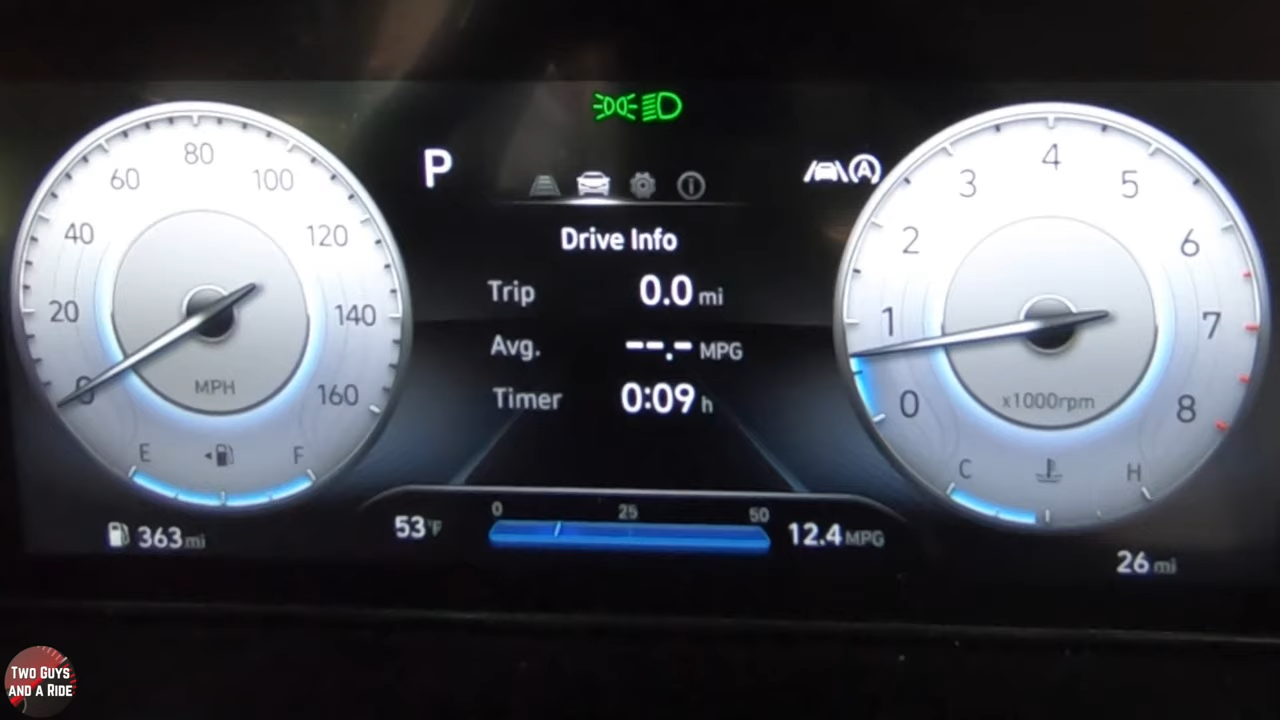 80
60
100
40
120
20
140
0
160
MPH
E
F
363 mi
P
Drive Info
Trip 0.0 mi
Avg. --.- MPG
Timer 0:09 h
0 25 50
53°F
12.4 MPG
A
4
3
5
2
6
1
7
0
8
x1000rpm
C
H
26 mi
TWO GUYS
AND A RIDE